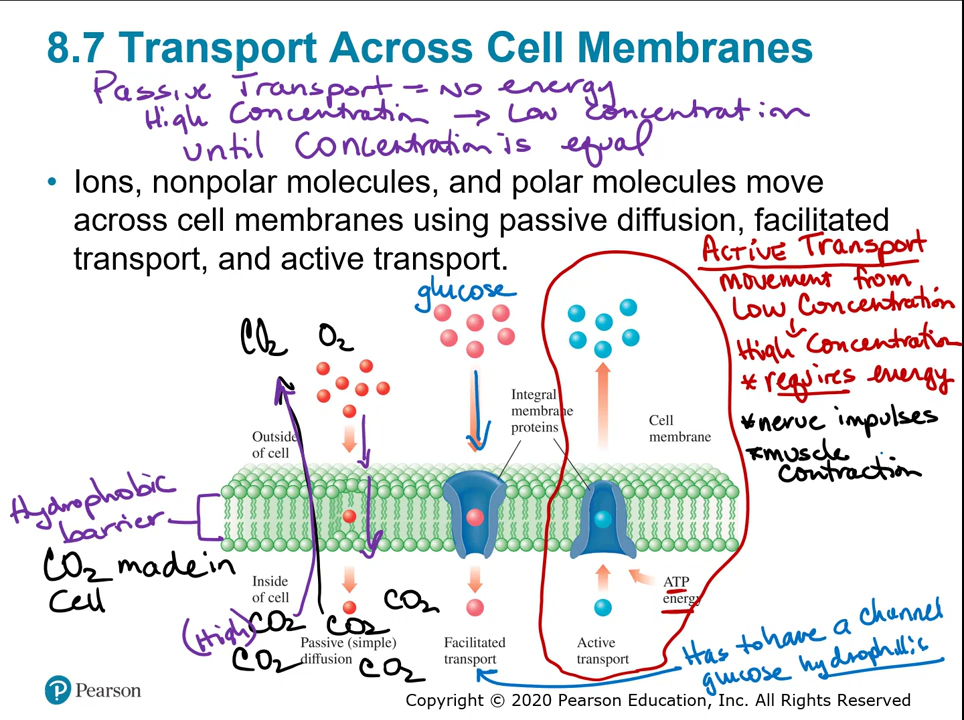 8.7 Transport Across Cell Membranes
Passive Transport = No energy
High Concentration → Low Concentration
until Concentration is equal
• Ions, nonpolar molecules, and polar molecules move
across cell membranes using passive diffusion, facilitated
transport, and active transport.
Active Transport
movement from
Low Concentration
↓
High Concentration
* requires energy
*nerve impulses
*muscle
contraction
glucose
CO2 O2
Integral
membrane
proteins
Cell
membrane
Outside
of cell
Hydrophobic
barrier
CO2 made in
Cell
Inside
of cell
ATP
energy
(High) CO2 CO2 CO2
CO2 CO2
Passive (simple)
diffusion
Facilitated
transport
Active
transport
Has to have a channel
glucose hydrophillis
Pearson
Copyright © 2020 Pearson Education, Inc. All Rights Reserved